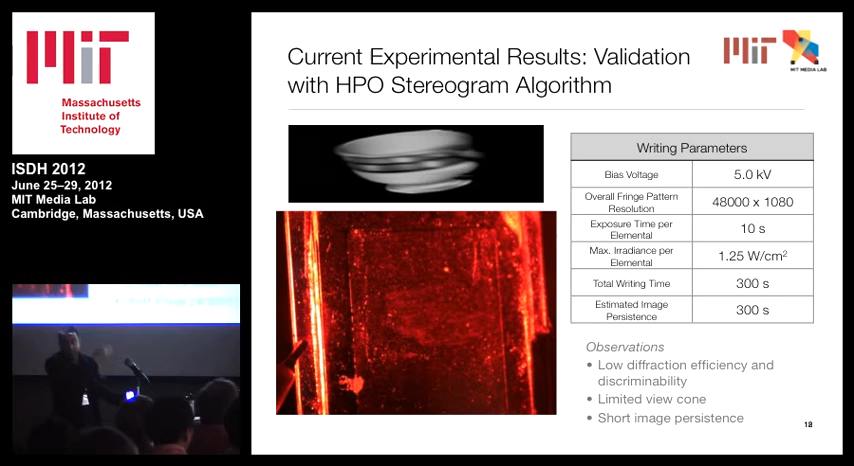 MIT
Massachusetts
Institute of
Technology
ISDH 2012
June 25–29, 2012
MIT Media Lab
Cambridge, Massachusetts, USA
Current Experimental Results: Validation
with HPO Stereogram Algorithm
MIT
MIT MEDIA LAB
Writing Parameters
Bias Voltage 5.0 kV
Overall Fringe Pattern
Resolution 48000 x 1080
Exposure Time per
Elemental 10 s
Max. Irradiance per
Elemental 1.25 W/cm²
Total Writing Time 300 s
Estimated Image
Persistence 300 s
Observations
• Low diffraction efficiency and
discriminability
• Limited view cone
• Short image persistence